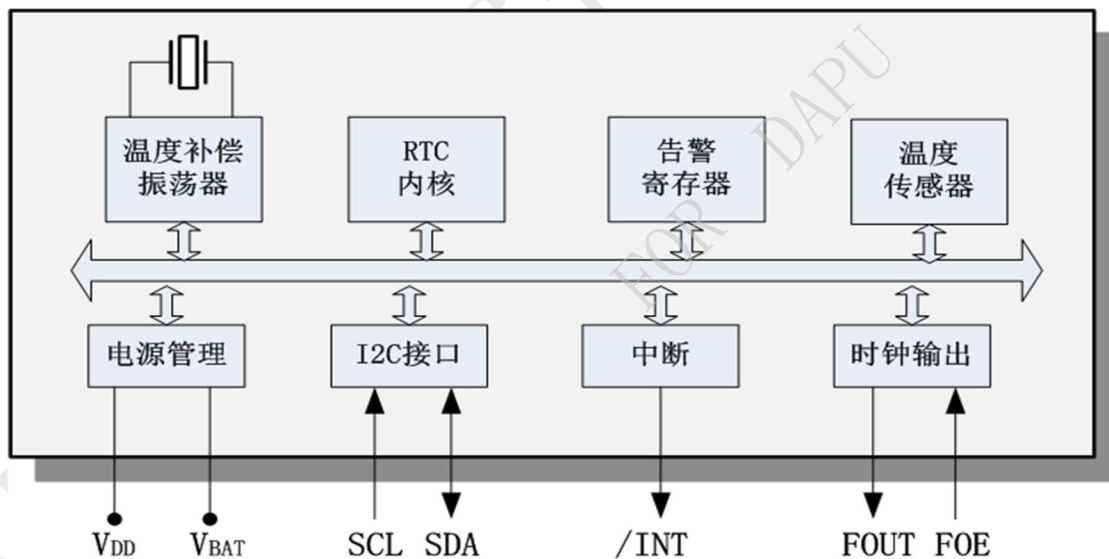 温度补偿
振荡器
RTC
内核
告警
寄存器
温度
传感器
电源管理
I2C接口
中断
时钟输出
VDD
VBAT
SCL
SDA
/INT
FOUT
FOE
FOR DAPU